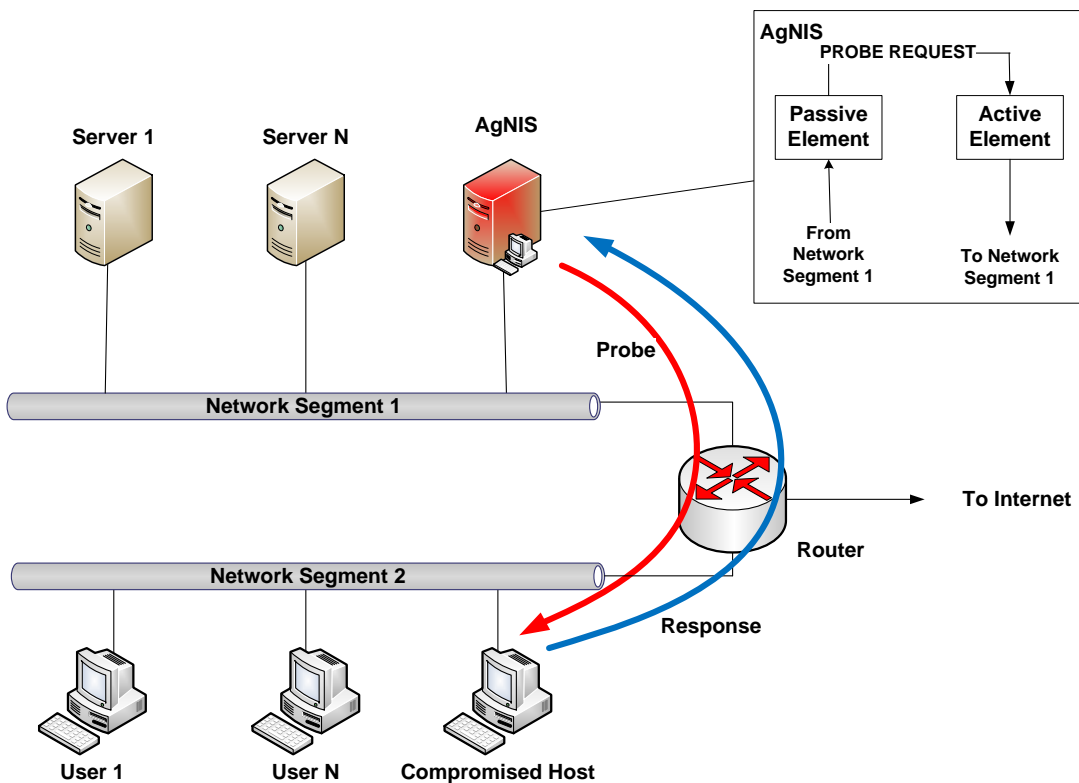 AgNIS
PROBE REQUEST
Passive
Element
Active
Element
From
Network
Segment 1
To Network
Segment 1
Server 1
Server N
AgNIS
Probe
Network Segment 1
To Internet
Router
Network Segment 2
Response
User 1
User N
Compromised Host